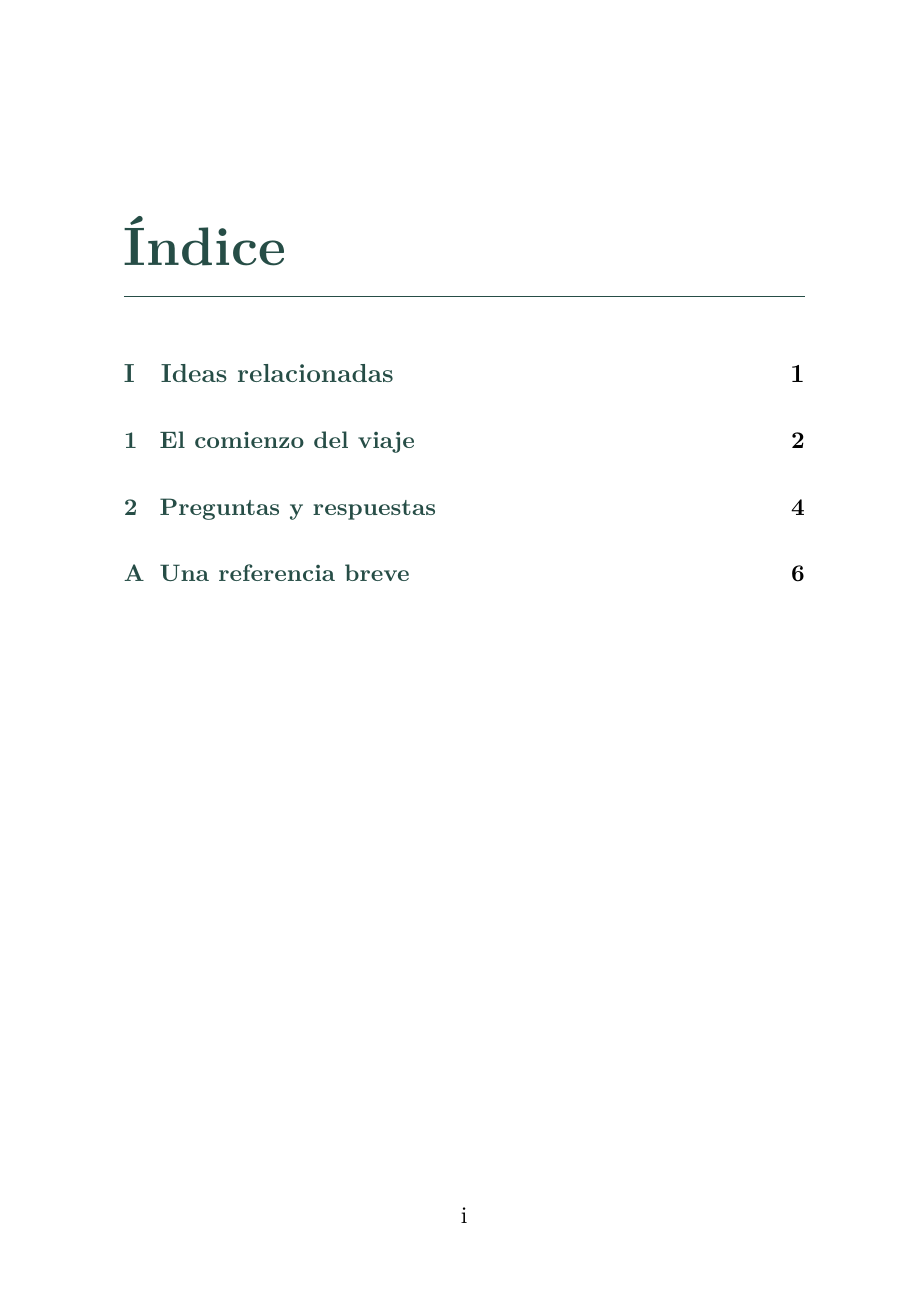 Índice
I Ideas relacionadas 1
1 El comienzo del viaje 2
2 Preguntas y respuestas 4
A Una referencia breve 6
i